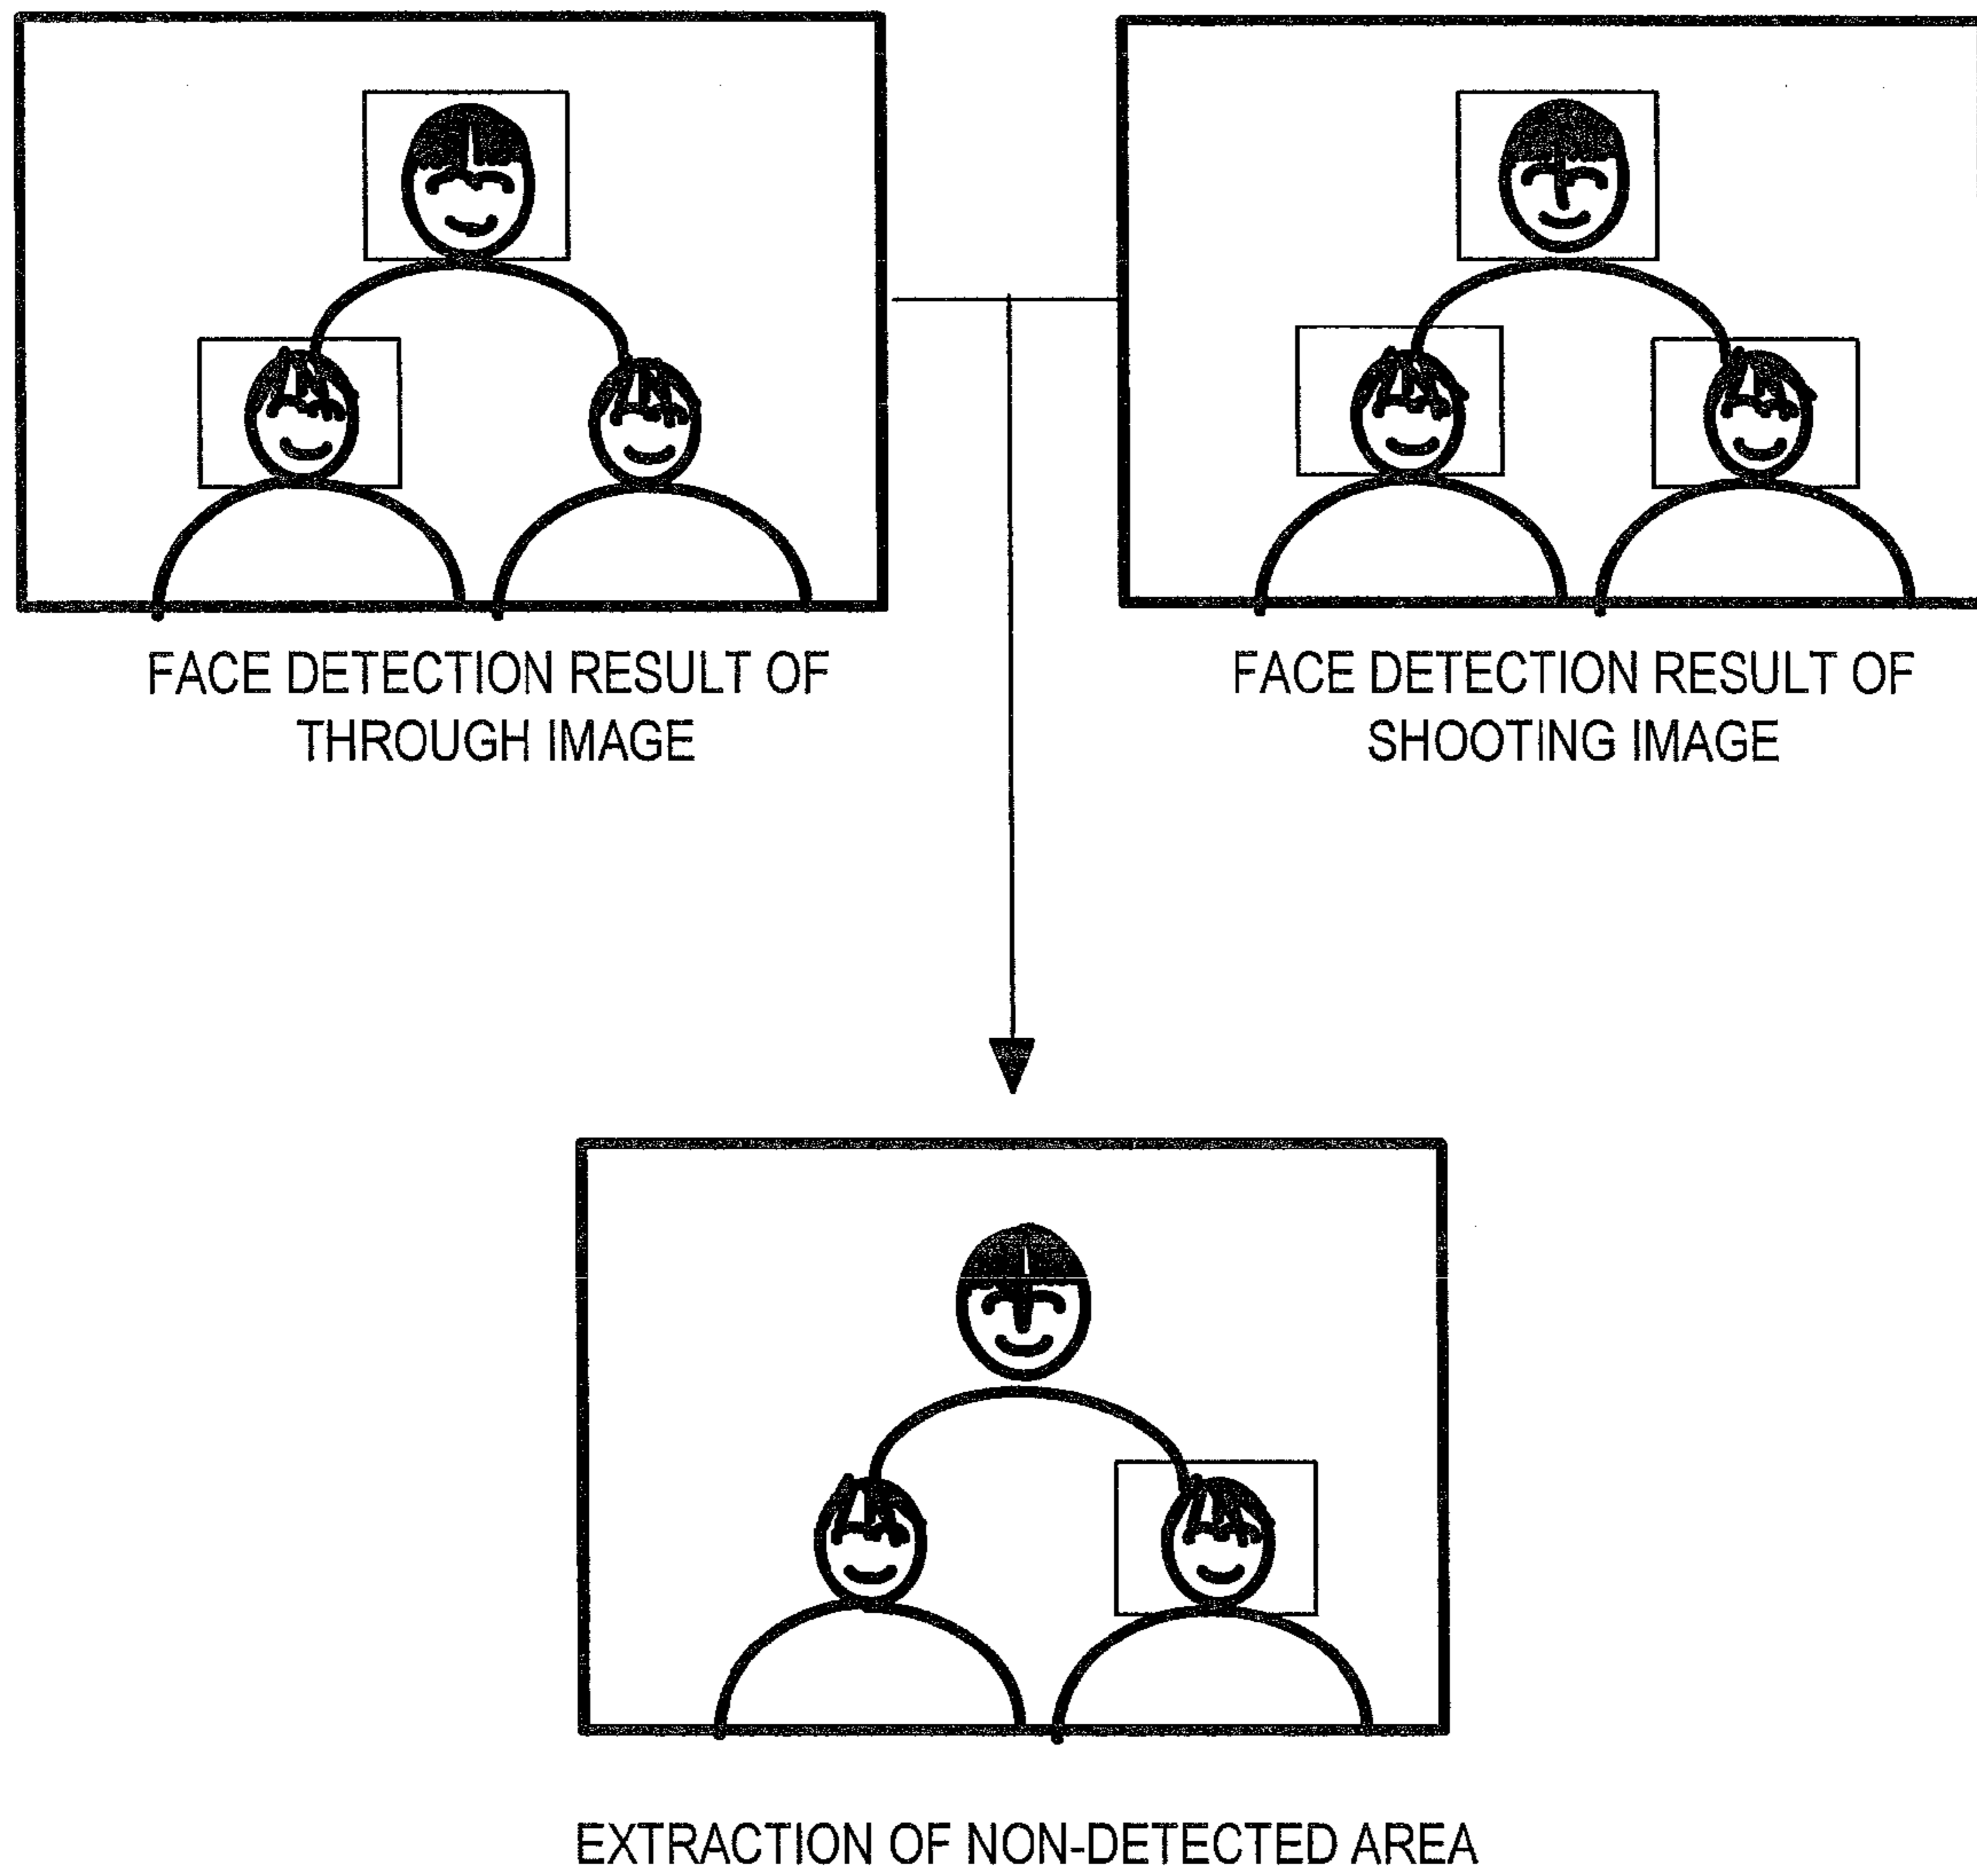 FACE DETECTION RESULT OF
THROUGH IMAGE
FACE DETECTION RESULT OF
SHOOTING IMAGE
EXTRACTION OF NON-DETECTED AREA